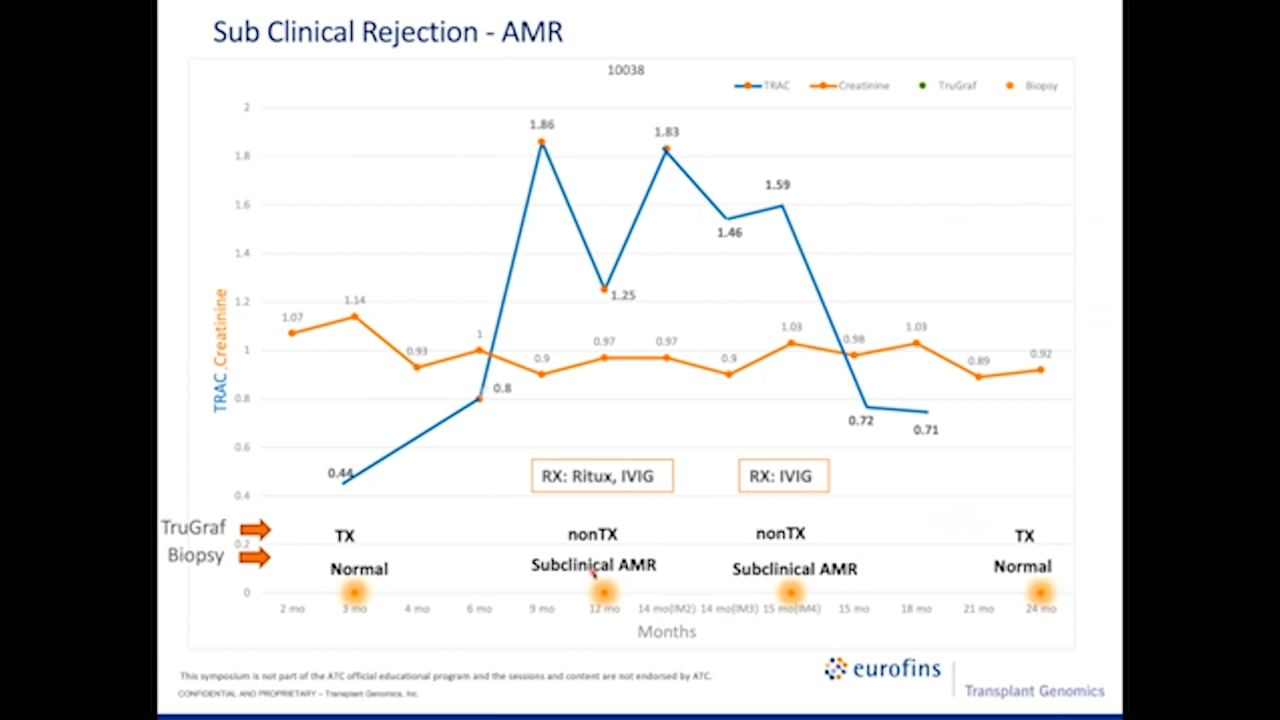 Sub Clinical Rejection - AMR
10038
TRAC Creatinine TruGraf Biopsy
2
1.8
1.6
1.4
1.2
1
0.8
0.6
0.4
0.2
0
TRAC ,Creatinine
1.07
1.14
0.93
1
0.9
0.97
0.97
0.9
1.03
0.98
1.03
0.89
0.92
0.44
0.8
1.86
1.25
1.83
1.46
1.59
0.72
0.71
RX: Ritux, IVIG
RX: IVIG
TruGraf
TX nonTX nonTX TX
Biopsy
Normal Subclinical AMR Subclinical AMR Normal
2 mo 3 mo 4 mo 6 mo 9 mo 12 mo 14 mo(IM2) 14 mo(IM3) 15 mo(IM4) 15 mo 18 mo 21 mo 24 mo
Months
This symposium is not part of the ATC official educational program and the sessions and content are not endorsed by ATC.
CONFIDENTIAL AND PROPRIETARY – Transplant Genomics, Inc.
eurofins
Transplant Genomics